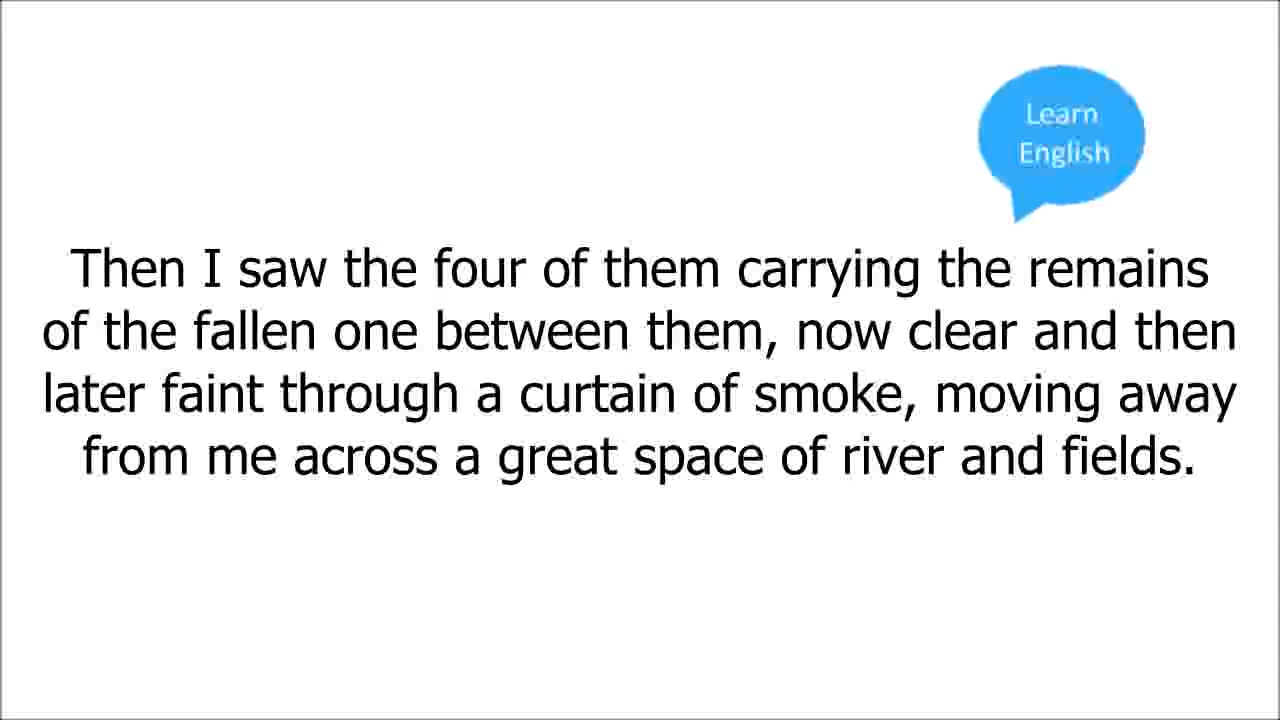 Learn
English
Then I saw the four of them carrying the remains
of the fallen one between them, now clear and then
later faint through a curtain of smoke, moving away
from me across a great space of river and fields.